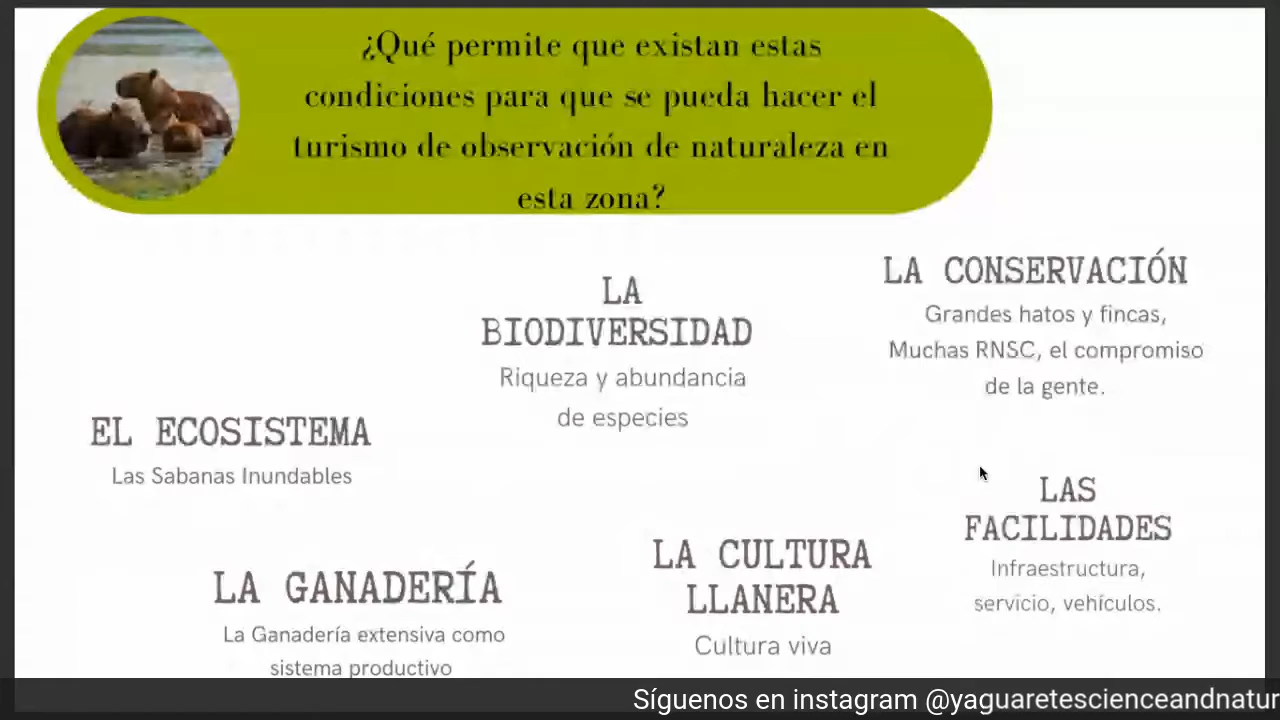 ¿Qué permite que existan estas
condiciones para que se pueda hacer el
turismo de observación de naturaleza en
esta zona?
LA CONSERVACIÓN
Grandes hatos y fincas,
Muchas RNSC, el compromiso
de la gente.
LA
BIODIVERSIDAD
Riqueza y abundancia
de especies
EL ECOSISTEMA
Las Sabanas Inundables
LAS
FACILIDADES
Infraestructura,
servicio, vehículos.
LA CULTURA
LLANERA
Cultura viva
LA GANADERÍA
La Ganadería extensiva como
sistema productivo
Síguenos en instagram @yaguaretescienceandnatur